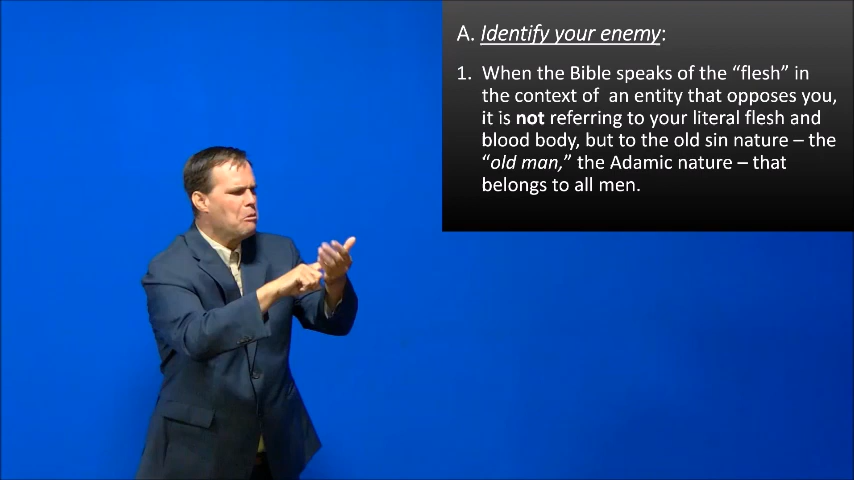 A. Identify your enemy:
1. When the Bible speaks of the “flesh” in
the context of an entity that opposes you,
it is not referring to your literal flesh and
blood body, but to the old sin nature – the
“old man,” the Adamic nature – that
belongs to all men.